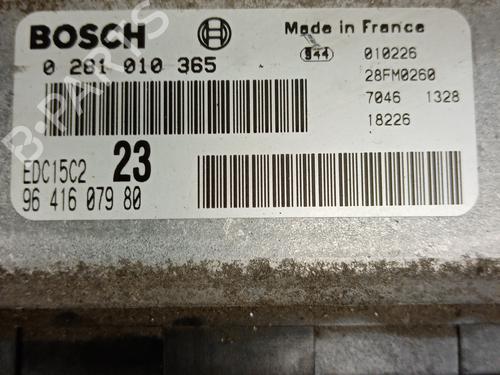 BOSCH
Made in France
0 281 010 365
944
010226
28FM0260
7046 1328
18226
EDC15C2 23
96 416 079 80
B-PARTS